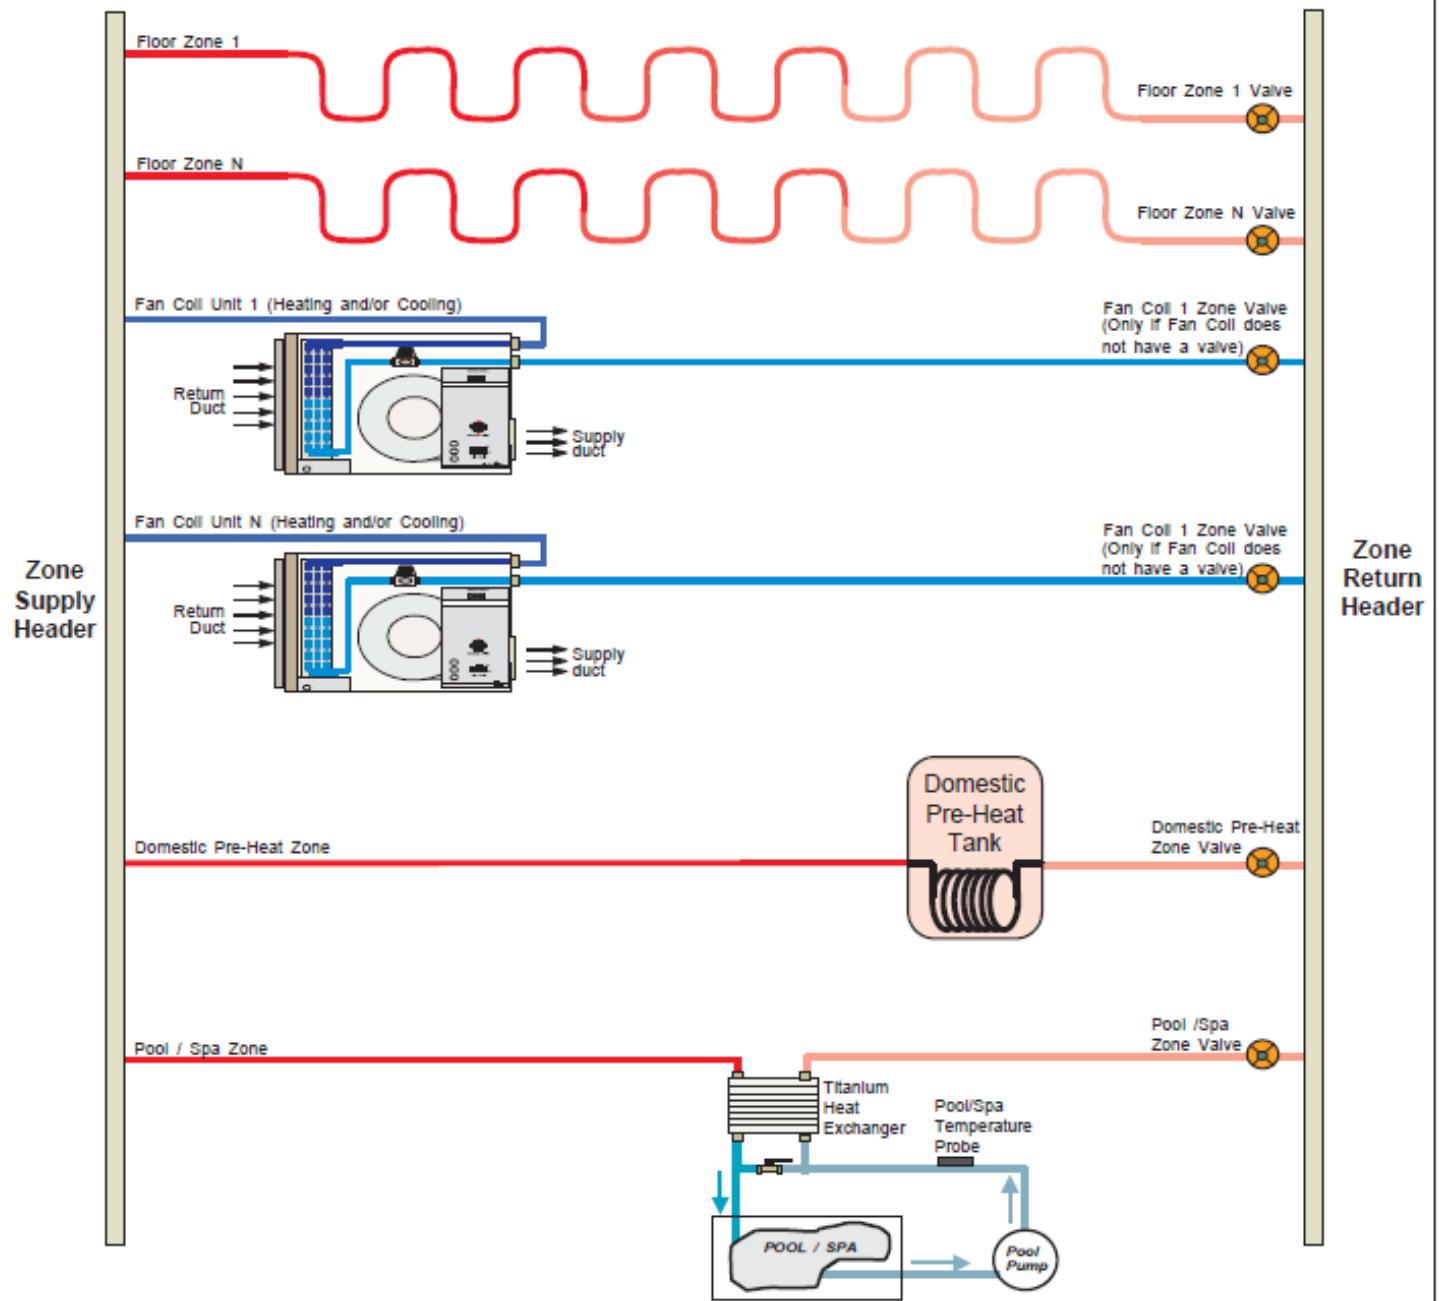 Floor Zone 1
Floor Zone 1 Valve
Floor Zone N
Floor Zone N Valve
Fan Coil Unit 1 (Heating and/or Cooling)
Fan Coil 1 Zone Valve
(Only if Fan Coil does
not have a valve)
Return
Duct
Supply
duct
Fan Coil Unit N (Heating and/or Cooling)
Fan Coil 1 Zone Valve
(Only if Fan Coil does
not have a valve)
Zone
Supply
Header
Zone
Return
Header
Return
Duct
Supply
duct
Domestic
Pre-Heat
Tank
Domestic Pre-Heat Zone
Domestic Pre-Heat
Zone Valve
Pool / Spa Zone
Pool /Spa
Zone Valve
Titanium
Heat
Exchanger
Pool/Spa
Temperature
Probe
POOL / SPA
Pool
Pump